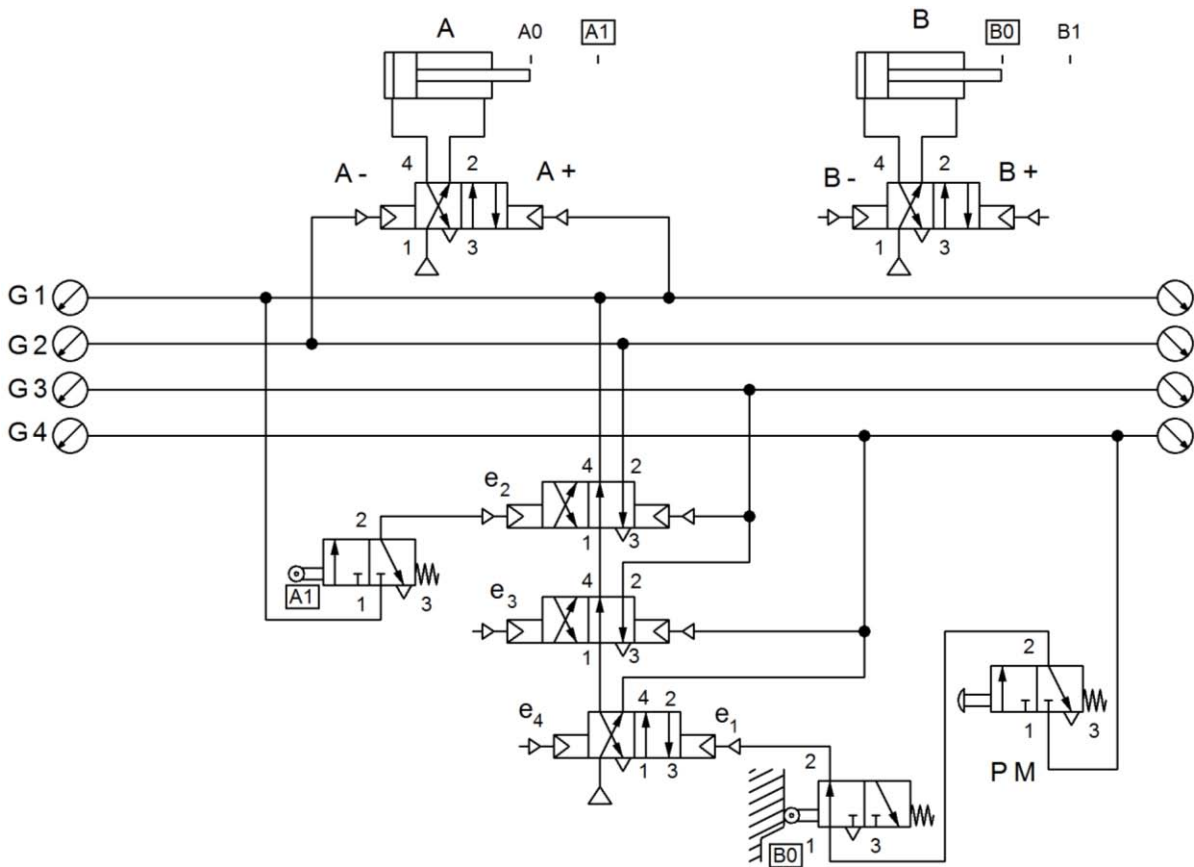 A A0 A1 B B0 B1
4 2 4 2
A - A + B - B +
1 3 1 3
G 1
G 2
G 3
G 4
4 2
e2
2 1 3
A1 1 3
4 2
e3
1 3
2
4 2
e4 e1
1 3
1 3
2 P M
1 3
B0